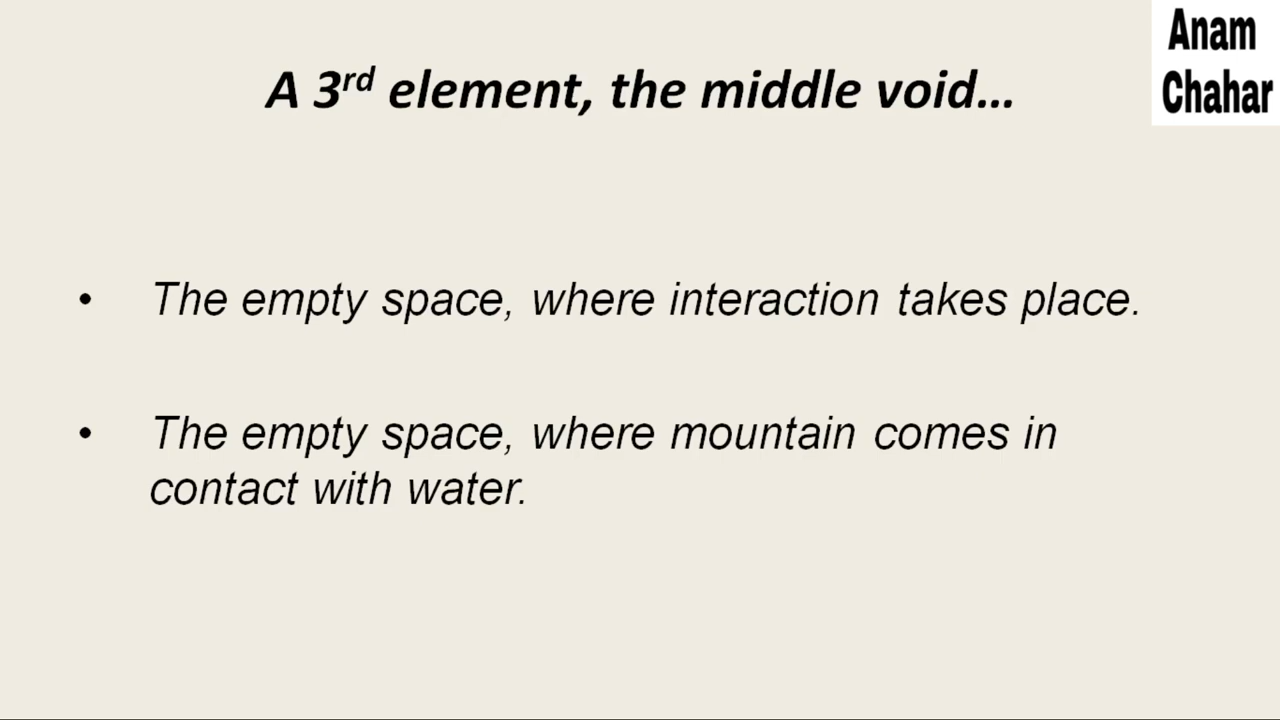 Anam
Chahar
A 3rd element, the middle void…
• The empty space, where interaction takes place.
• The empty space, where mountain comes in
contact with water.